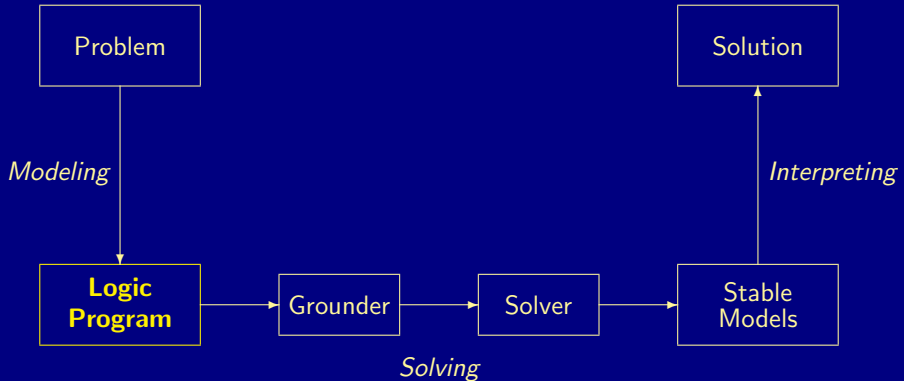 Problem
Solution
Modeling
Interpreting
Logic
Program
Grounder
Solver
Stable
Models
Solving